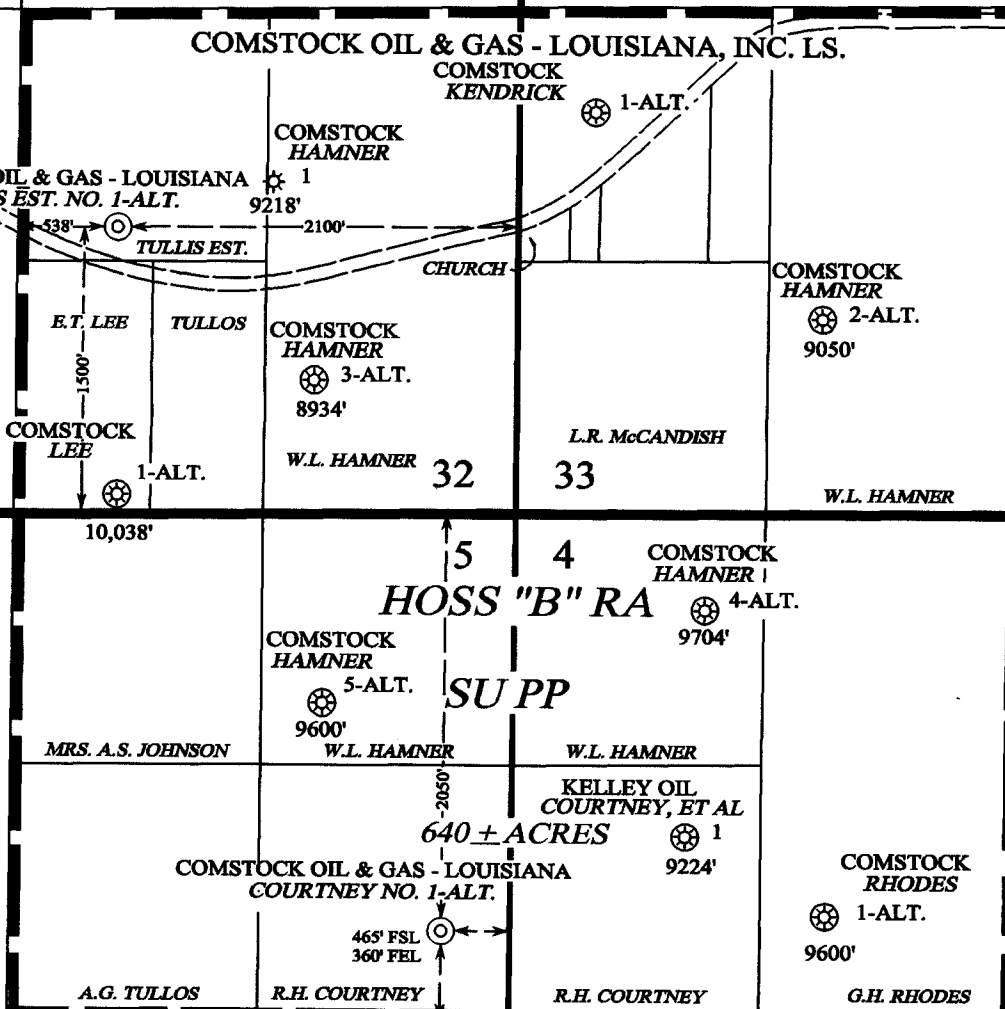 COMSTOCK OIL & GAS - LOUISIANA, INC. LS.
COMSTOCK
KENDRICK
1-ALT.
COMSTOCK
HAMNER
1
9218'
OIL & GAS - LOUISIANA
S EST. NO. 1-ALT.
538'
2100'
TULLIS EST.
CHURCH
COMSTOCK
HAMNER
2-ALT.
9050'
E.T. LEE
TULLOS
COMSTOCK
HAMNER
3-ALT.
8934'
1500'
COMSTOCK
LEE
1-ALT.
10,038'
W.L. HAMNER
32
33
L.R. McCANDISH
W.L. HAMNER
5
4
COMSTOCK
HAMNER
4-ALT.
9704'
HOSS "B" RA
COMSTOCK
HAMNER
5-ALT.
9600'
SU PP
MRS. A.S. JOHNSON
W.L. HAMNER
W.L. HAMNER
2050'
KELLEY OIL
COURTNEY, ET AL
1
9224'
640 ± ACRES
COMSTOCK OIL & GAS - LOUISIANA
COURTNEY NO. 1-ALT.
COMSTOCK
RHODES
1-ALT.
9600'
465' FSL
360' FEL
A.G. TULLOS
R.H. COURTNEY
R.H. COURTNEY
G.H. RHODES